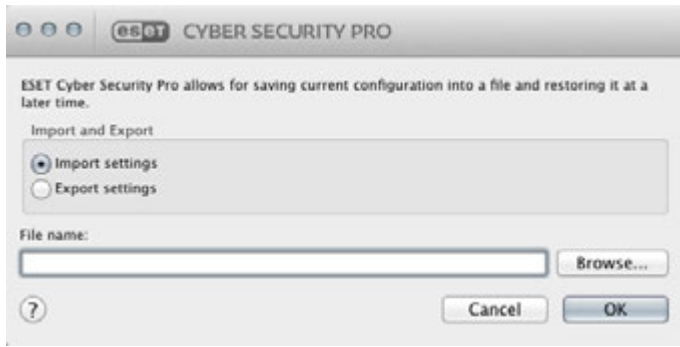 eset CYBER SECURITY PRO
ESET Cyber Security Pro allows for saving current configuration into a file and restoring it at a
later time.
Import and Export
Import settings
Export settings
File name:
Browse...
?
Cancel
OK